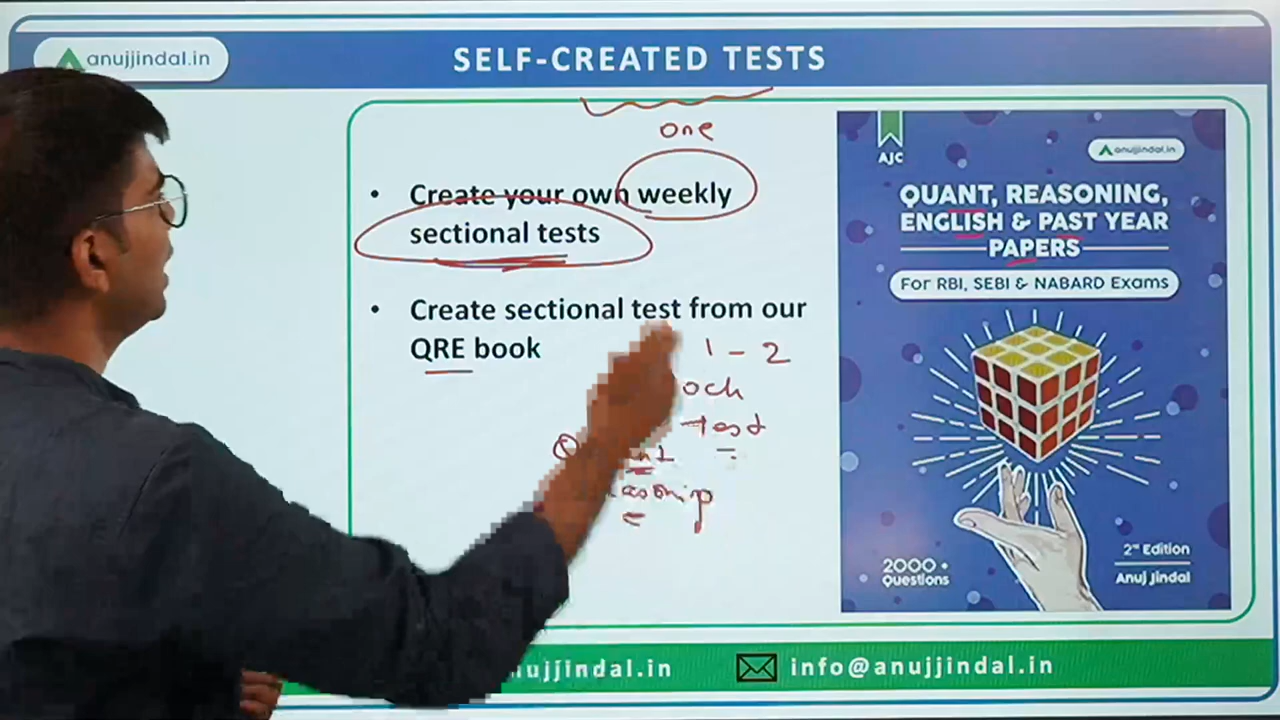 anujjindal.in
SELF-CREATED TESTS
one
• Create your own weekly
sectional tests
• Create sectional test from our
QRE book
1 - 2
test
AJC
anujjindal.in
QUANT, REASONING,
ENGLISH & PAST YEAR
PAPERS
For RBI, SEBI & NABARD Exams
2000+
Questions
2nd Edition
Anuj Jindal
info@anujjindal.in